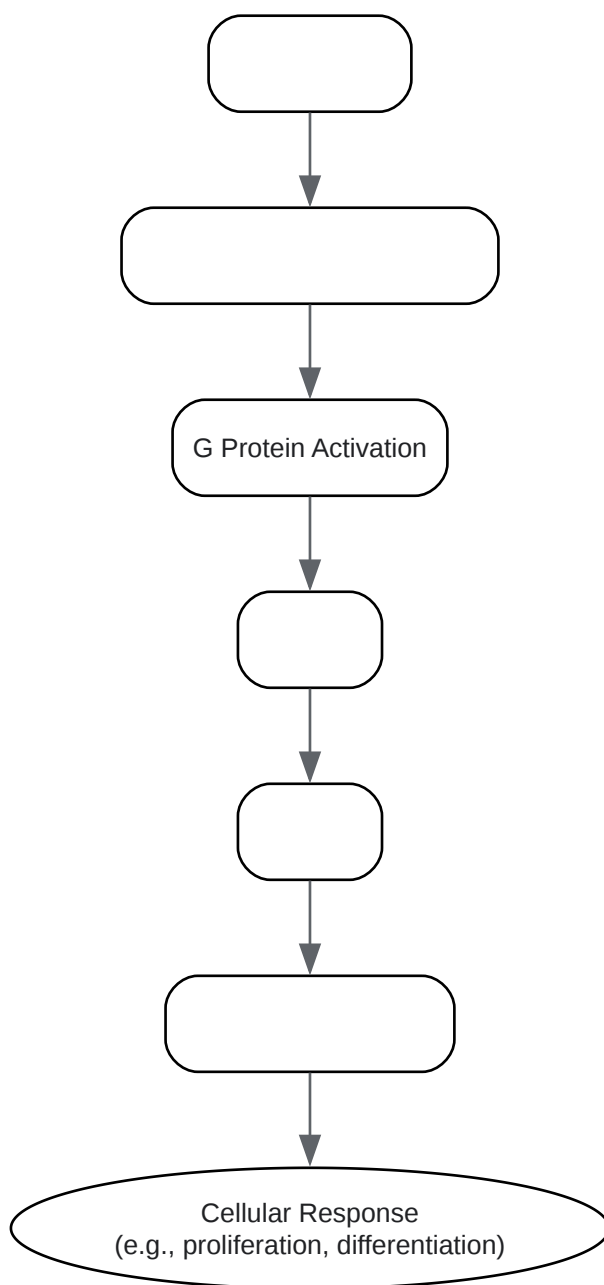 G Protein Activation
Cellular Response
(e.g., proliferation, differentiation)